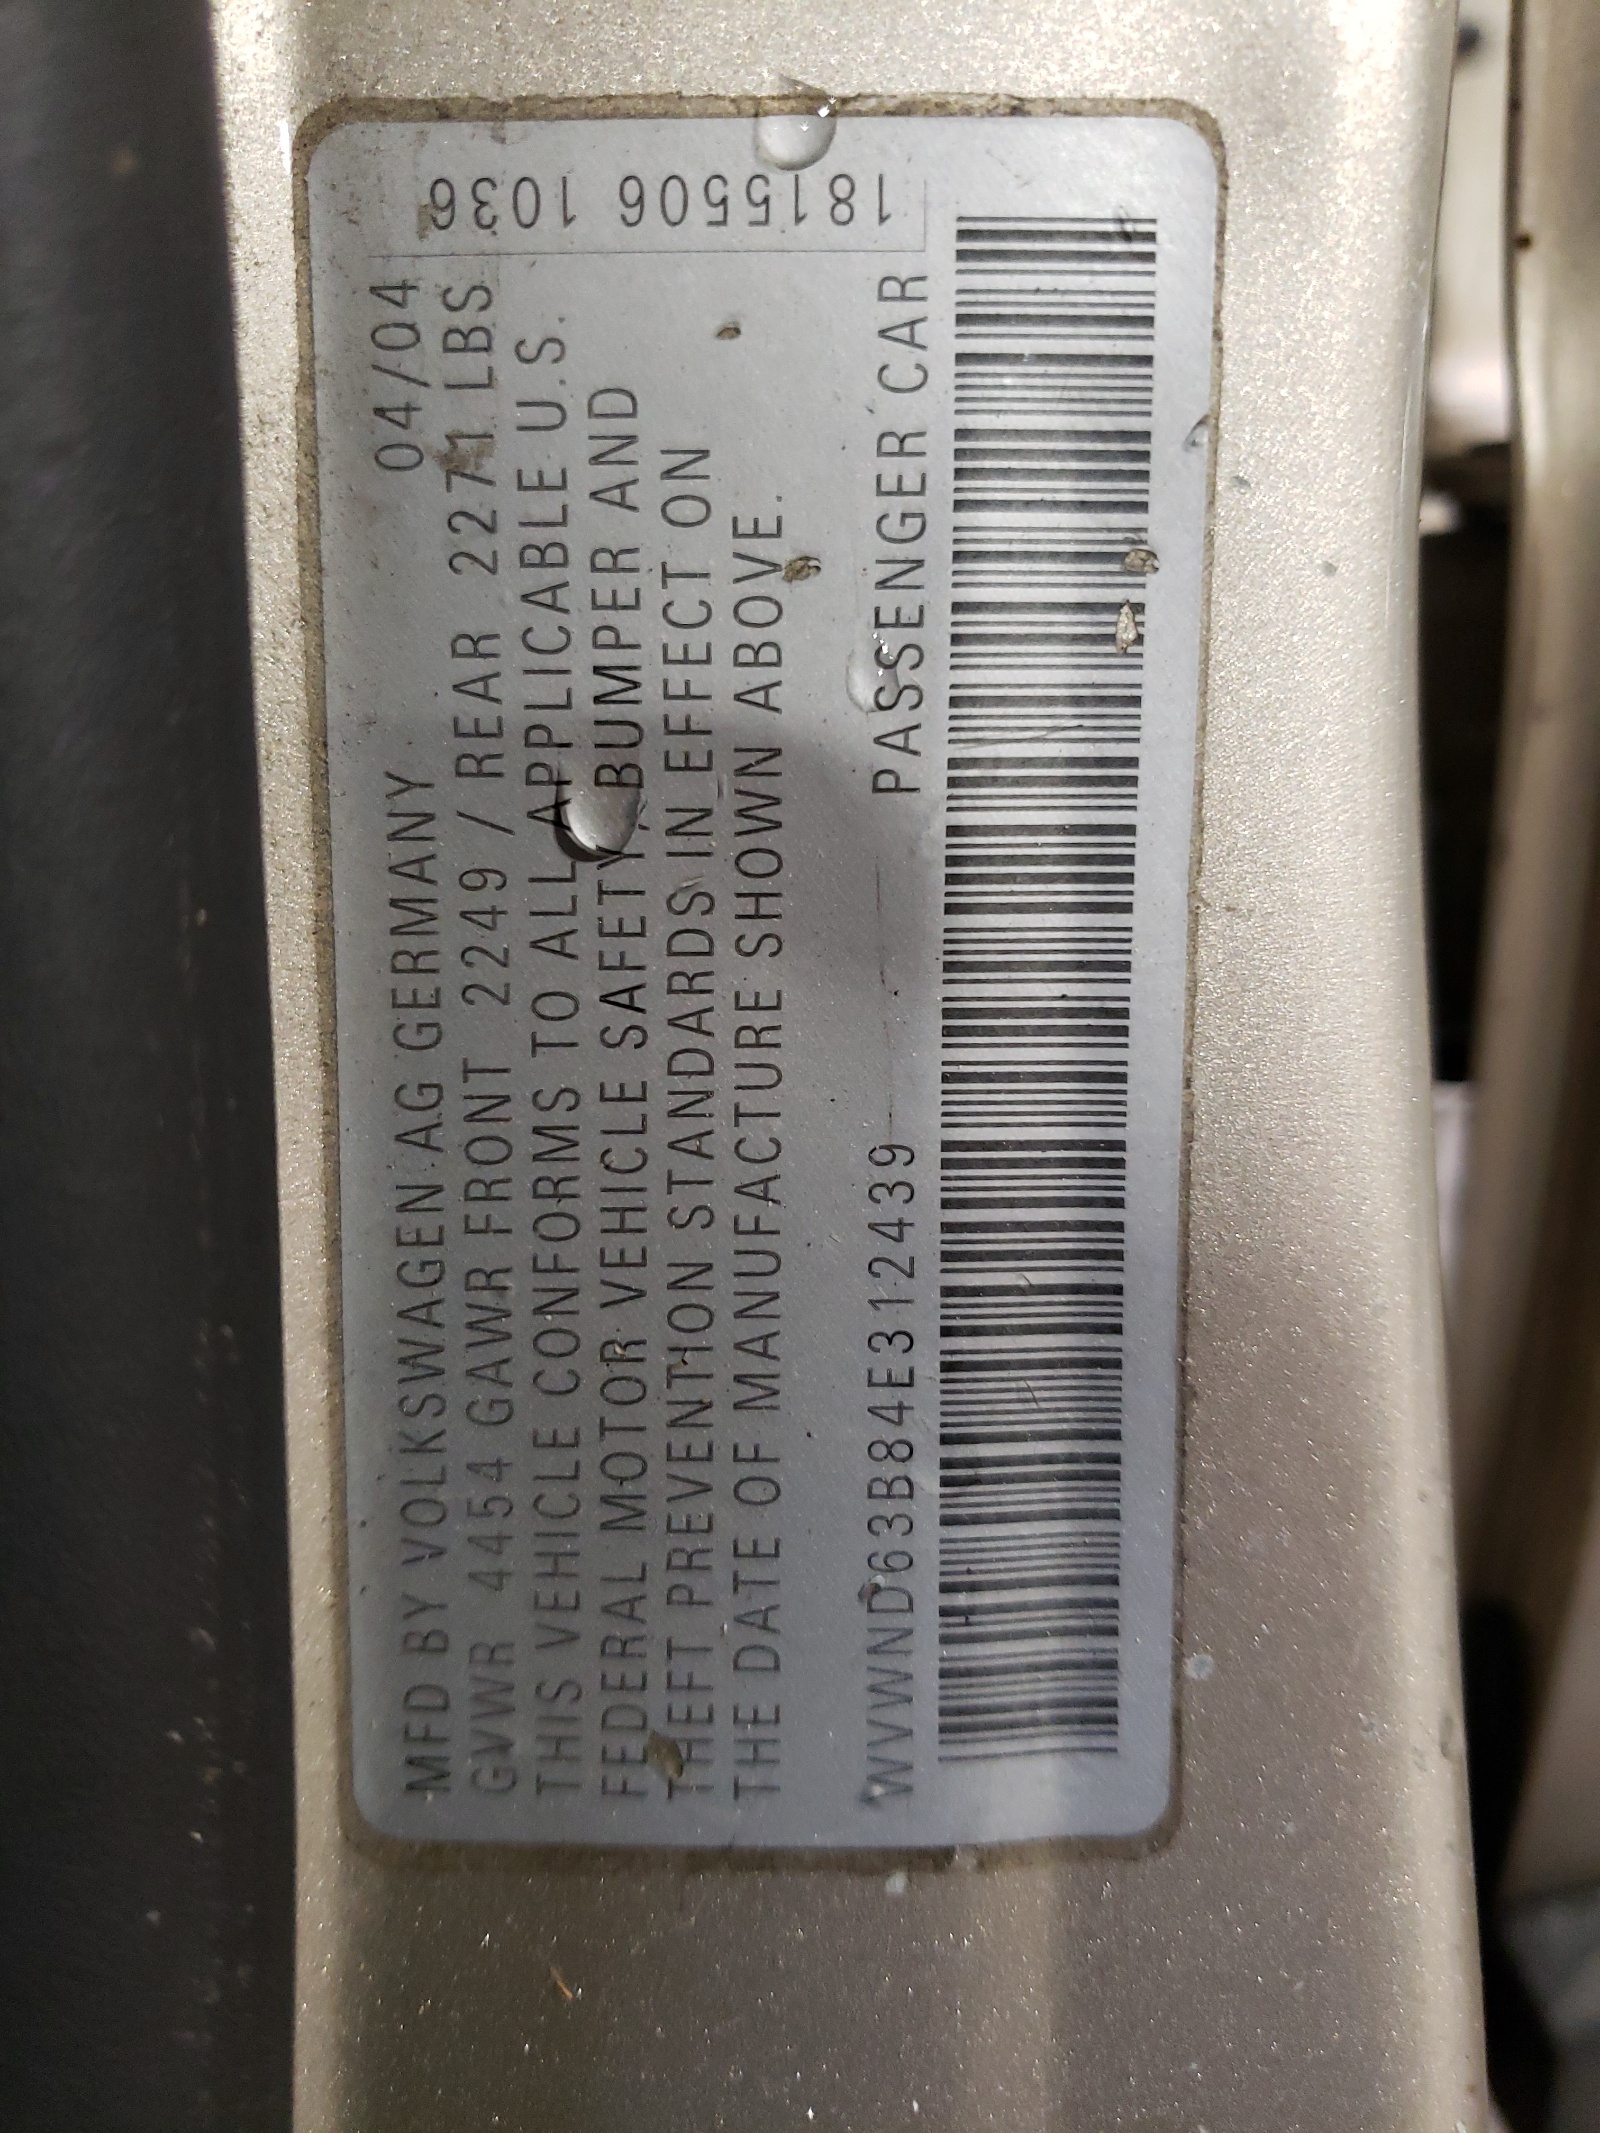 MFD BY VOLKSWAGEN AG GERMANY 04/04
GVWR 4454 GAWR FRONT 2249 / REAR 2271 LBS
THIS VEHICLE CONFORMS TO ALL APPLICABLE U.S.
FEDERAL MOTOR VEHICLE SAFETY, BUMPER AND
THEFT PREVENTION STANDARDS IN EFFECT ON
THE DATE OF MANUFACTURE SHOWN ABOVE.
WVWND63B84E312439 PASSENGER CAR
1815506 1036